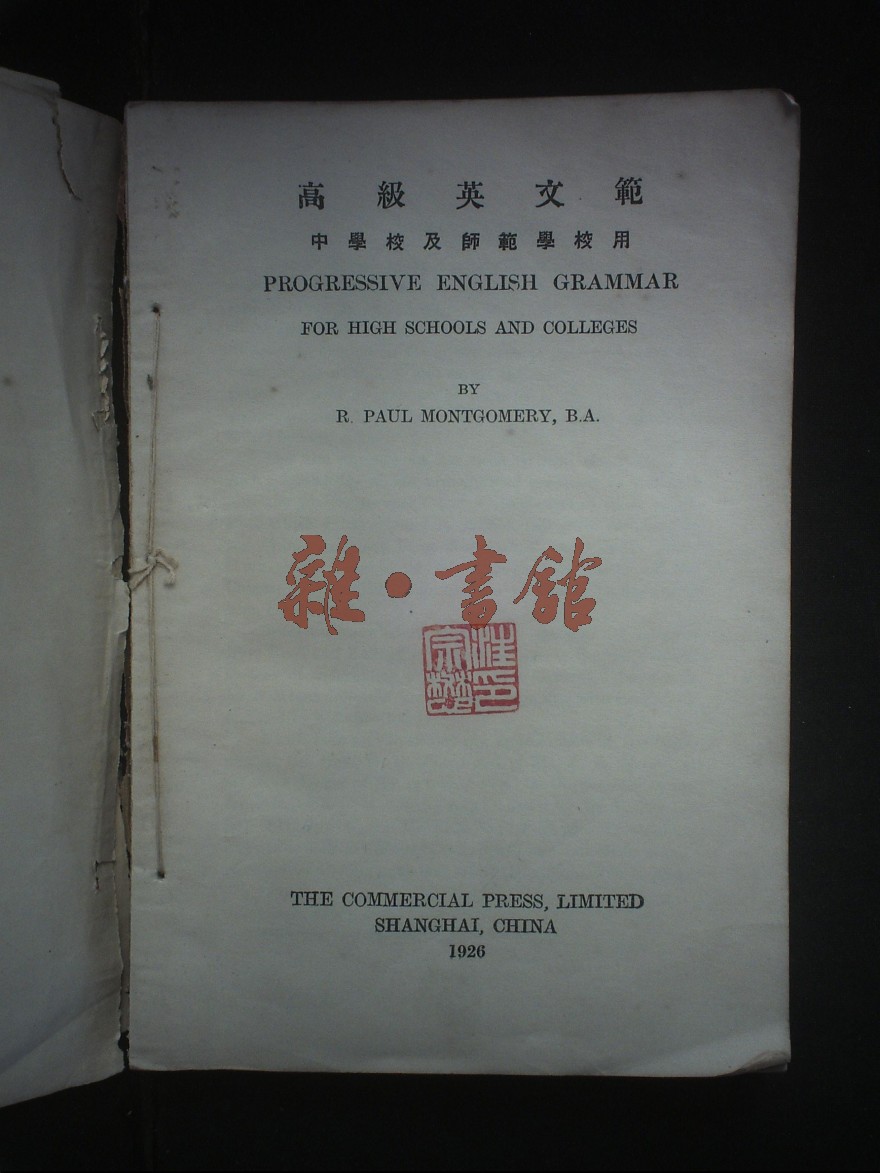 高級英文範
中學校及師範學校用
PROGRESSIVE ENGLISH GRAMMAR
FOR HIGH SCHOOLS AND COLLEGES
BY
R. PAUL MONTGOMERY, B.A.
雜·書館
THE COMMERCIAL PRESS, LIMITED
SHANGHAI, CHINA
1926